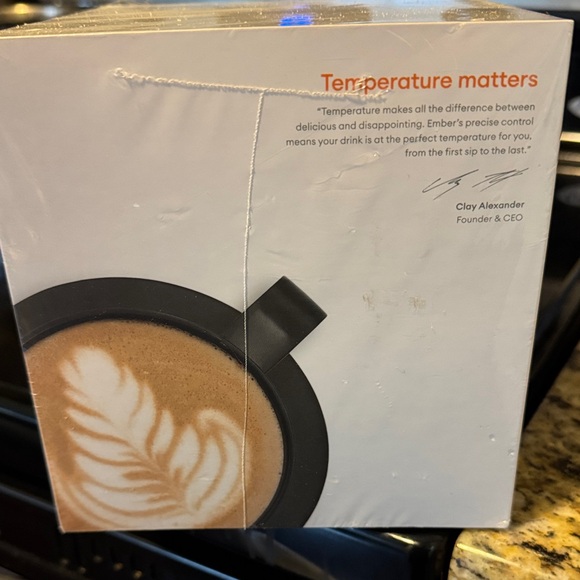 Temperature matters
"Temperature makes all the difference between
delicious and disappointing. Ember's precise control
means your drink is at the perfect temperature for you,
from the first sip to the last."
Clay Alexander
Founder & CEO